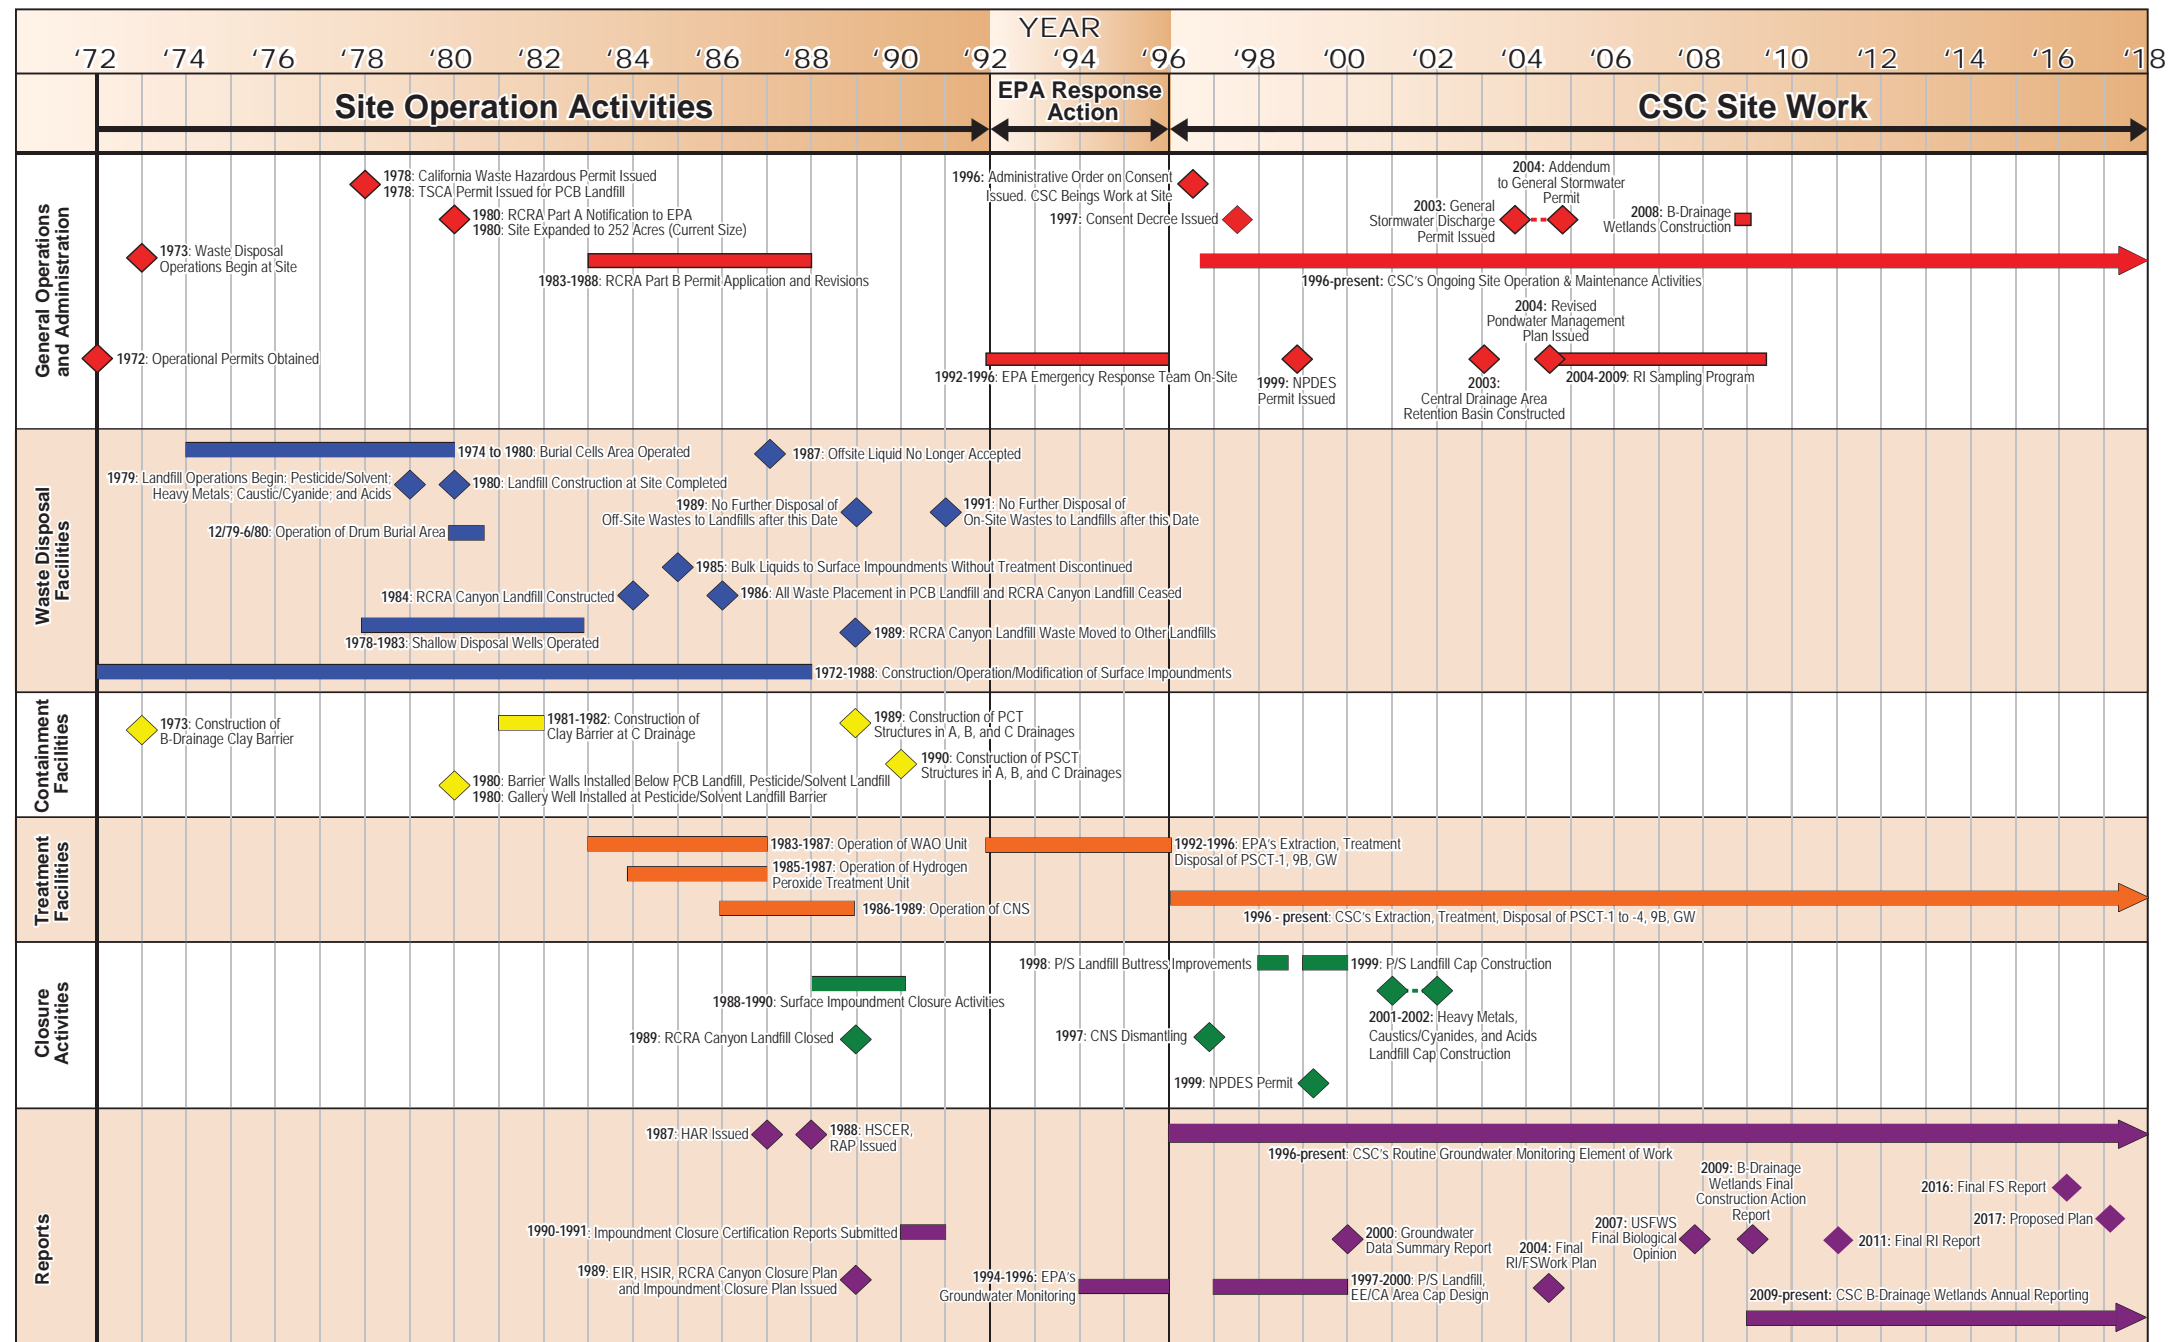 YEAR
‘72 ‘74 ‘76 ‘78 ‘80 ‘82 ‘84 ‘86 ‘88 ‘90 ‘92 ‘94 ‘96 ‘98 ‘00 ‘02 ‘04 ‘06 ‘08 ‘10 ‘12 ‘14 ‘16 ‘18
Site Operation Activities
EPA Response
Action
CSC Site Work
General Operations
and Administration
1978: California Waste Hazardous Permit Issued
1978: TSCA Permit Issued for PCB Landfill
1980: RCRA Part A Notification to EPA
1980: Site Expanded to 252 Acres (Current Size)
1973: Waste Disposal
Operations Begin at Site
1983-1988: RCRA Part B Permit Application and Revisions
1972: Operational Permits Obtained
1996: Administrative Order on Consent
Issued. CSC Beings Work at Site
1997: Consent Decree Issued
2004: Addendum
to General Stormwater
Permit
2003: General
Stormwater Discharge
Permit Issued
2008: B-Drainage
Wetlands Construction
1996-present: CSC’s Ongoing Site Operation & Maintenance Activities
2004: Revised
Pondwater Management
Plan Issued
1992-1996: EPA Emergency Response Team On-Site
1999: NPDES
Permit Issued
2003:
Central Drainage Area
Retention Basin Constructed
2004-2009: RI Sampling Program
Waste Disposal
Facilities
1974 to 1980: Burial Cells Area Operated
1987: Offsite Liquid No Longer Accepted
1979: Landfill Operations Begin: Pesticide/Solvent;
Heavy Metals; Caustic/Cyanide; and Acids
1980: Landfill Construction at Site Completed
1989: No Further Disposal of
Off-Site Wastes to Landfills after this Date
1991: No Further Disposal of
On-Site Wastes to Landfills after this Date
12/79-6/80: Operation of Drum Burial Area
1985: Bulk Liquids to Surface Impoundments Without Treatment Discontinued
1984: RCRA Canyon Landfill Constructed
1986: All Waste Placement in PCB Landfill and RCRA Canyon Landfill Ceased
1978-1983: Shallow Disposal Wells Operated
1989: RCRA Canyon Landfill Waste Moved to Other Landfills
1972-1988: Construction/Operation/Modification of Surface Impoundments
Containment
Facilities
1973: Construction of
B-Drainage Clay Barrier
1981-1982: Construction of
Clay Barrier at C Drainage
1989: Construction of PCT
Structures in A, B, and C Drainages
1990: Construction of PSCT
Structures in A, B, and C Drainages
1980: Barrier Walls Installed Below PCB Landfill, Pesticide/Solvent Landfill
1980: Gallery Well Installed at Pesticide/Solvent Landfill Barrier
Treatment
Facilities
1983-1987: Operation of WAO Unit
1985-1987: Operation of Hydrogen
Peroxide Treatment Unit
1986-1989: Operation of CNS
1992-1996: EPA’s Extraction, Treatment
Disposal of PSCT-1, 9B, GW
1996 - present: CSC’s Extraction, Treatment, Disposal of PSCT-1 to -4, 9B, GW
Closure
Activities
1998: P/S Landfill Buttress Improvements
1999: P/S Landfill Cap Construction
1988-1990: Surface Impoundment Closure Activities
2001-2002: Heavy Metals,
Caustics/Cyanides, and Acids
Landfill Cap Construction
1989: RCRA Canyon Landfill Closed
1997: CNS Dismantling
1999: NPDES Permit
Reports
1987: HAR Issued
1988: HSCER,
RAP Issued
1996-present: CSC’s Routine Groundwater Monitoring Element of Work
2009: B-Drainage
Wetlands Final
Construction Action
Report
2016: Final FS Report
2017: Proposed Plan
1990-1991: Impoundment Closure Certification Reports Submitted
2000: Groundwater
Data Summary Report
2007: USFWS
Final Biological
Opinion
2004: Final
RI/FSWork Plan
2011: Final RI Report
1989: EIR, HSIR, RCRA Canyon Closure Plan
and Impoundment Closure Plan Issued
1994-1996: EPA’s
Groundwater Monitoring
1997-2000: P/S Landfill,
EE/CA Area Cap Design
2009-present: CSC B-Drainage Wetlands Annual Reporting